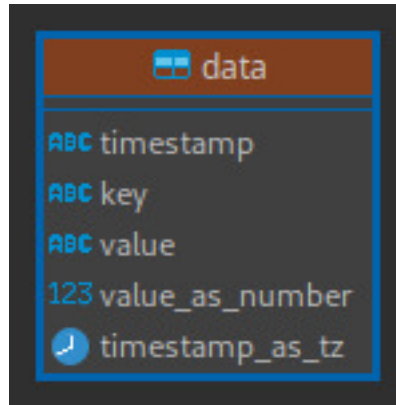 data
ABC timestamp
ABC key
ABC value
123 value_as_number
timestamp_as_tz